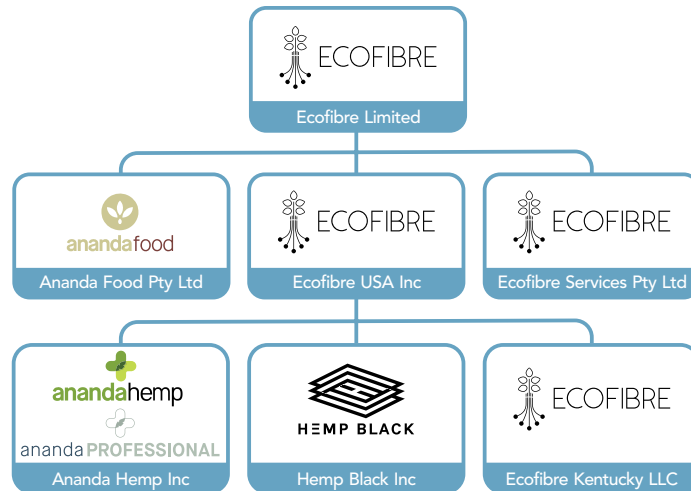 ECOFIBRE
Ecofibre Limited
anandafood
Ananda Food Pty Ltd
ECOFIBRE
Ecofibre USA Inc
ECOFIBRE
Ecofibre Services Pty Ltd
anandahemp
ananda PROFESSIONAL
Ananda Hemp Inc
HEMP BLACK
Hemp Black Inc
ECOFIBRE
Ecofibre Kentucky LLC